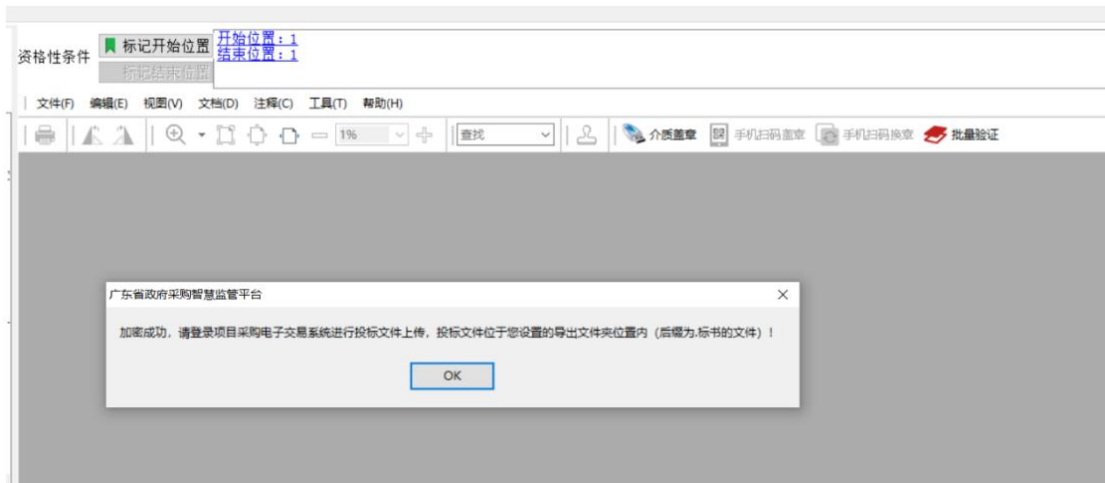 资格性条件
标记开始位置
标记结束位置
开始位置：1
结束位置：1
文件(F) 编辑(E) 视图(V) 文档(D) 注释(C) 工具(T) 帮助(H)
1% 查找 介质盖章 手机扫码盖章 手机扫码换章 批量验证
广东省政府采购智慧监管平台
加密成功，请登录项目采购电子交易系统进行投标文件上传，投标文件位于您设置的导出文件夹位置内（后缀为.标书的文件）！
OK